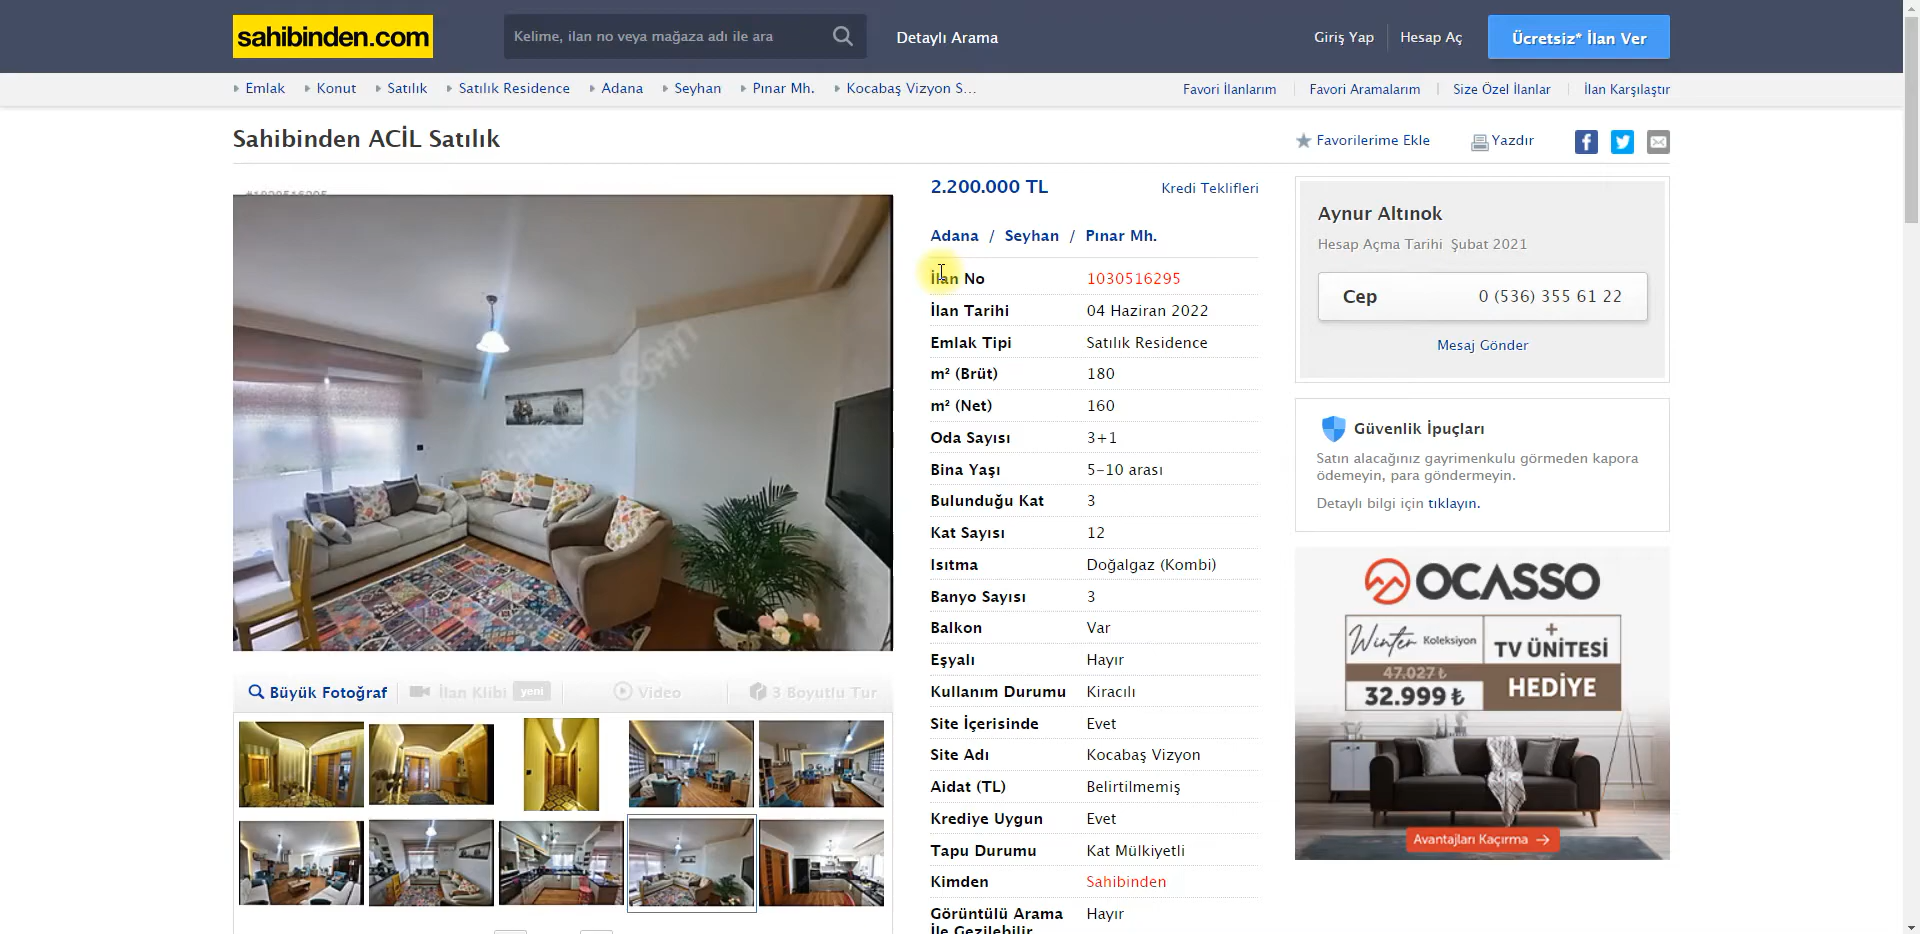 sahibinden.com
Kelime, ilan no veya mağaza adı ile ara
Detaylı Arama
Giriş Yap
Hesap Aç
Ücretsiz* İlan Ver
Emlak
Konut
Satılık
Satılık Residence
Adana
Seyhan
Pınar Mh.
Kocabaş Vizyon S...
Favori İlanlarım
Favori Aramalarım
Size Özel İlanlar
İlan Karşılaştır
Sahibinden ACİL Satılık
Favorilerime Ekle
Yazdır
#1030516295
2.200.000 TL
Kredi Teklifleri
Adana / Seyhan / Pınar Mh.
İlan No 1030516295
İlan Tarihi 04 Haziran 2022
Emlak Tipi Satılık Residence
m² (Brüt) 180
m² (Net) 160
Oda Sayısı 3+1
Bina Yaşı 5-10 arası
Bulunduğu Kat 3
Kat Sayısı 12
Isıtma Doğalgaz (Kombi)
Banyo Sayısı 3
Balkon Var
Eşyalı Hayır
Kullanım Durumu Kiracılı
Site İçerisinde Evet
Site Adı Kocabaş Vizyon
Aidat (TL) Belirtilmemiş
Krediye Uygun Evet
Tapu Durumu Kat Mülkiyetli
Kimden Sahibinden
Görüntülü Arama Hayır
İle Gezilebilir
Büyük Fotoğraf
İlan Klibi yeni
Video
3 Boyutlu Tur
Aynur Altınok
Hesap Açma Tarihi Şubat 2021
Cep 0 (536) 355 61 22
Mesaj Gönder
Güvenlik İpuçları
Satın alacağınız gayrimenkulu görmeden kapora
ödemeyin, para göndermeyin.
Detaylı bilgi için tıklayın.
OCASSO
Winter Koleksiyon
47.027 ₺
32.999 ₺
+
TV ÜNİTESİ
HEDİYE
Avantajları Kaçırma →